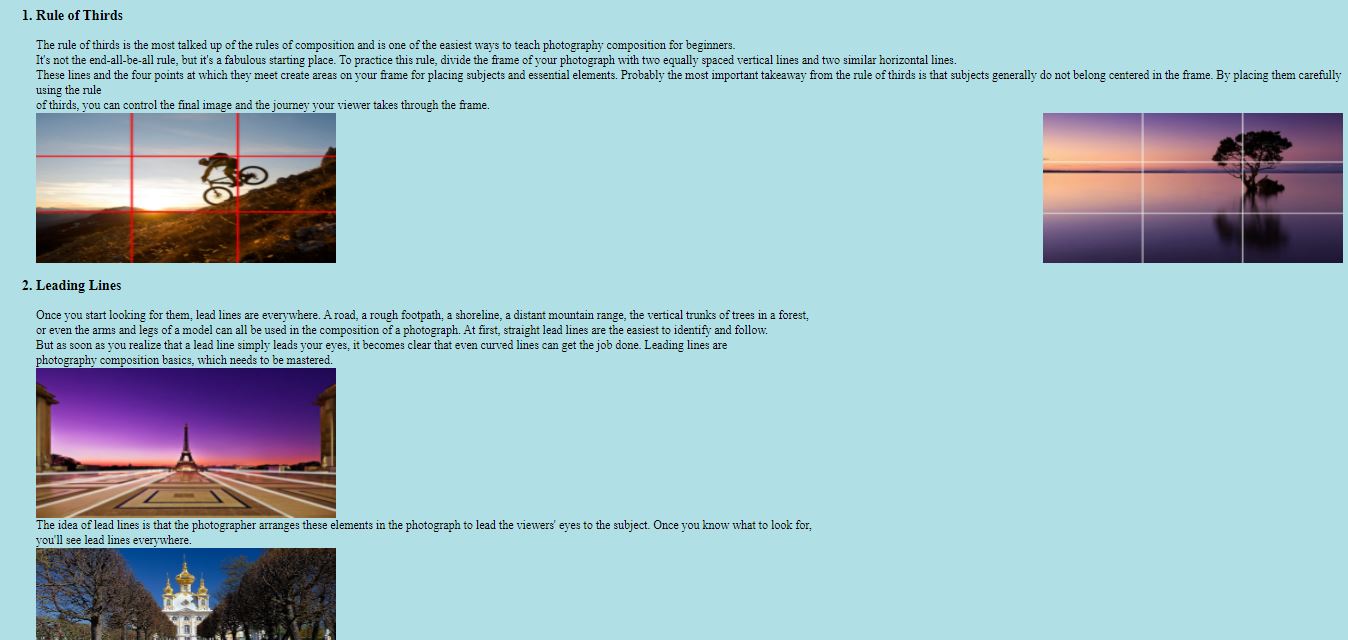 1. Rule of Thirds
The rule of thirds is the most talked up of the rules of composition and is one of the easiest ways to teach photography composition for beginners.
It's not the end-all-be-all rule, but it's a fabulous starting place. To practice this rule, divide the frame of your photograph with two equally spaced vertical lines and two similar horizontal lines.
These lines and the four points at which they meet create areas on your frame for placing subjects and essential elements. Probably the most important takeaway from the rule of thirds is that subjects generally do not belong centered in the frame. By placing them carefully
using the rule
of thirds, you can control the final image and the journey your viewer takes through the frame.
2. Leading Lines
Once you start looking for them, lead lines are everywhere. A road, a rough footpath, a shoreline, a distant mountain range, the vertical trunks of trees in a forest,
or even the arms and legs of a model can all be used in the composition of a photograph. At first, straight lead lines are the easiest to identify and follow.
But as soon as you realize that a lead line simply leads your eyes, it becomes clear that even curved lines can get the job done. Leading lines are
photography composition basics, which needs to be mastered.
The idea of lead lines is that the photographer arranges these elements in the photograph to lead the viewers' eyes to the subject. Once you know what to look for,
you'll see lead lines everywhere.